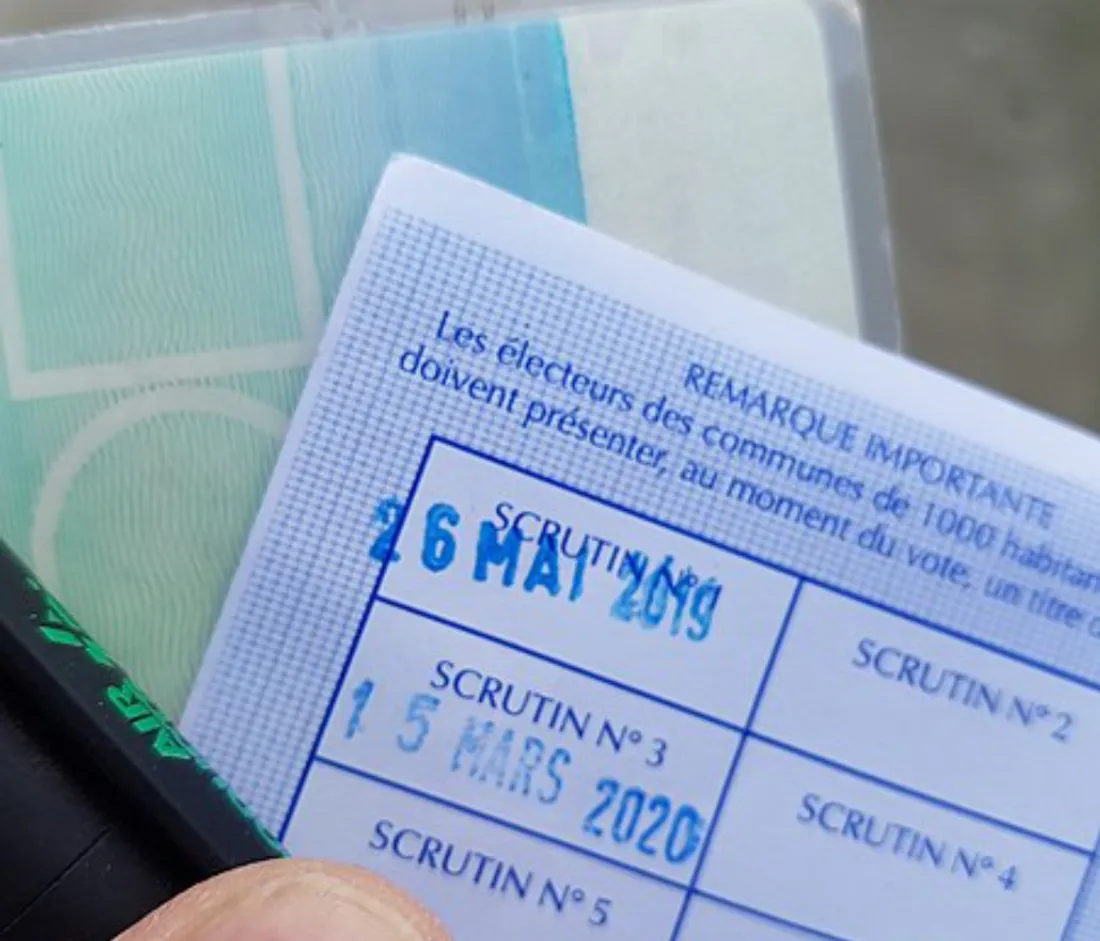 REMARQUE IMPORTANTE
Les électeurs des communes de 1000 habitan
doivent présenter, au moment du vote, un titre d
SCRUTIN N° 1
26 MAI 2019
SCRUTIN N° 2
SCRUTIN N° 3
15 MARS 2020
SCRUTIN N° 4
SCRUTIN N° 5
AIR